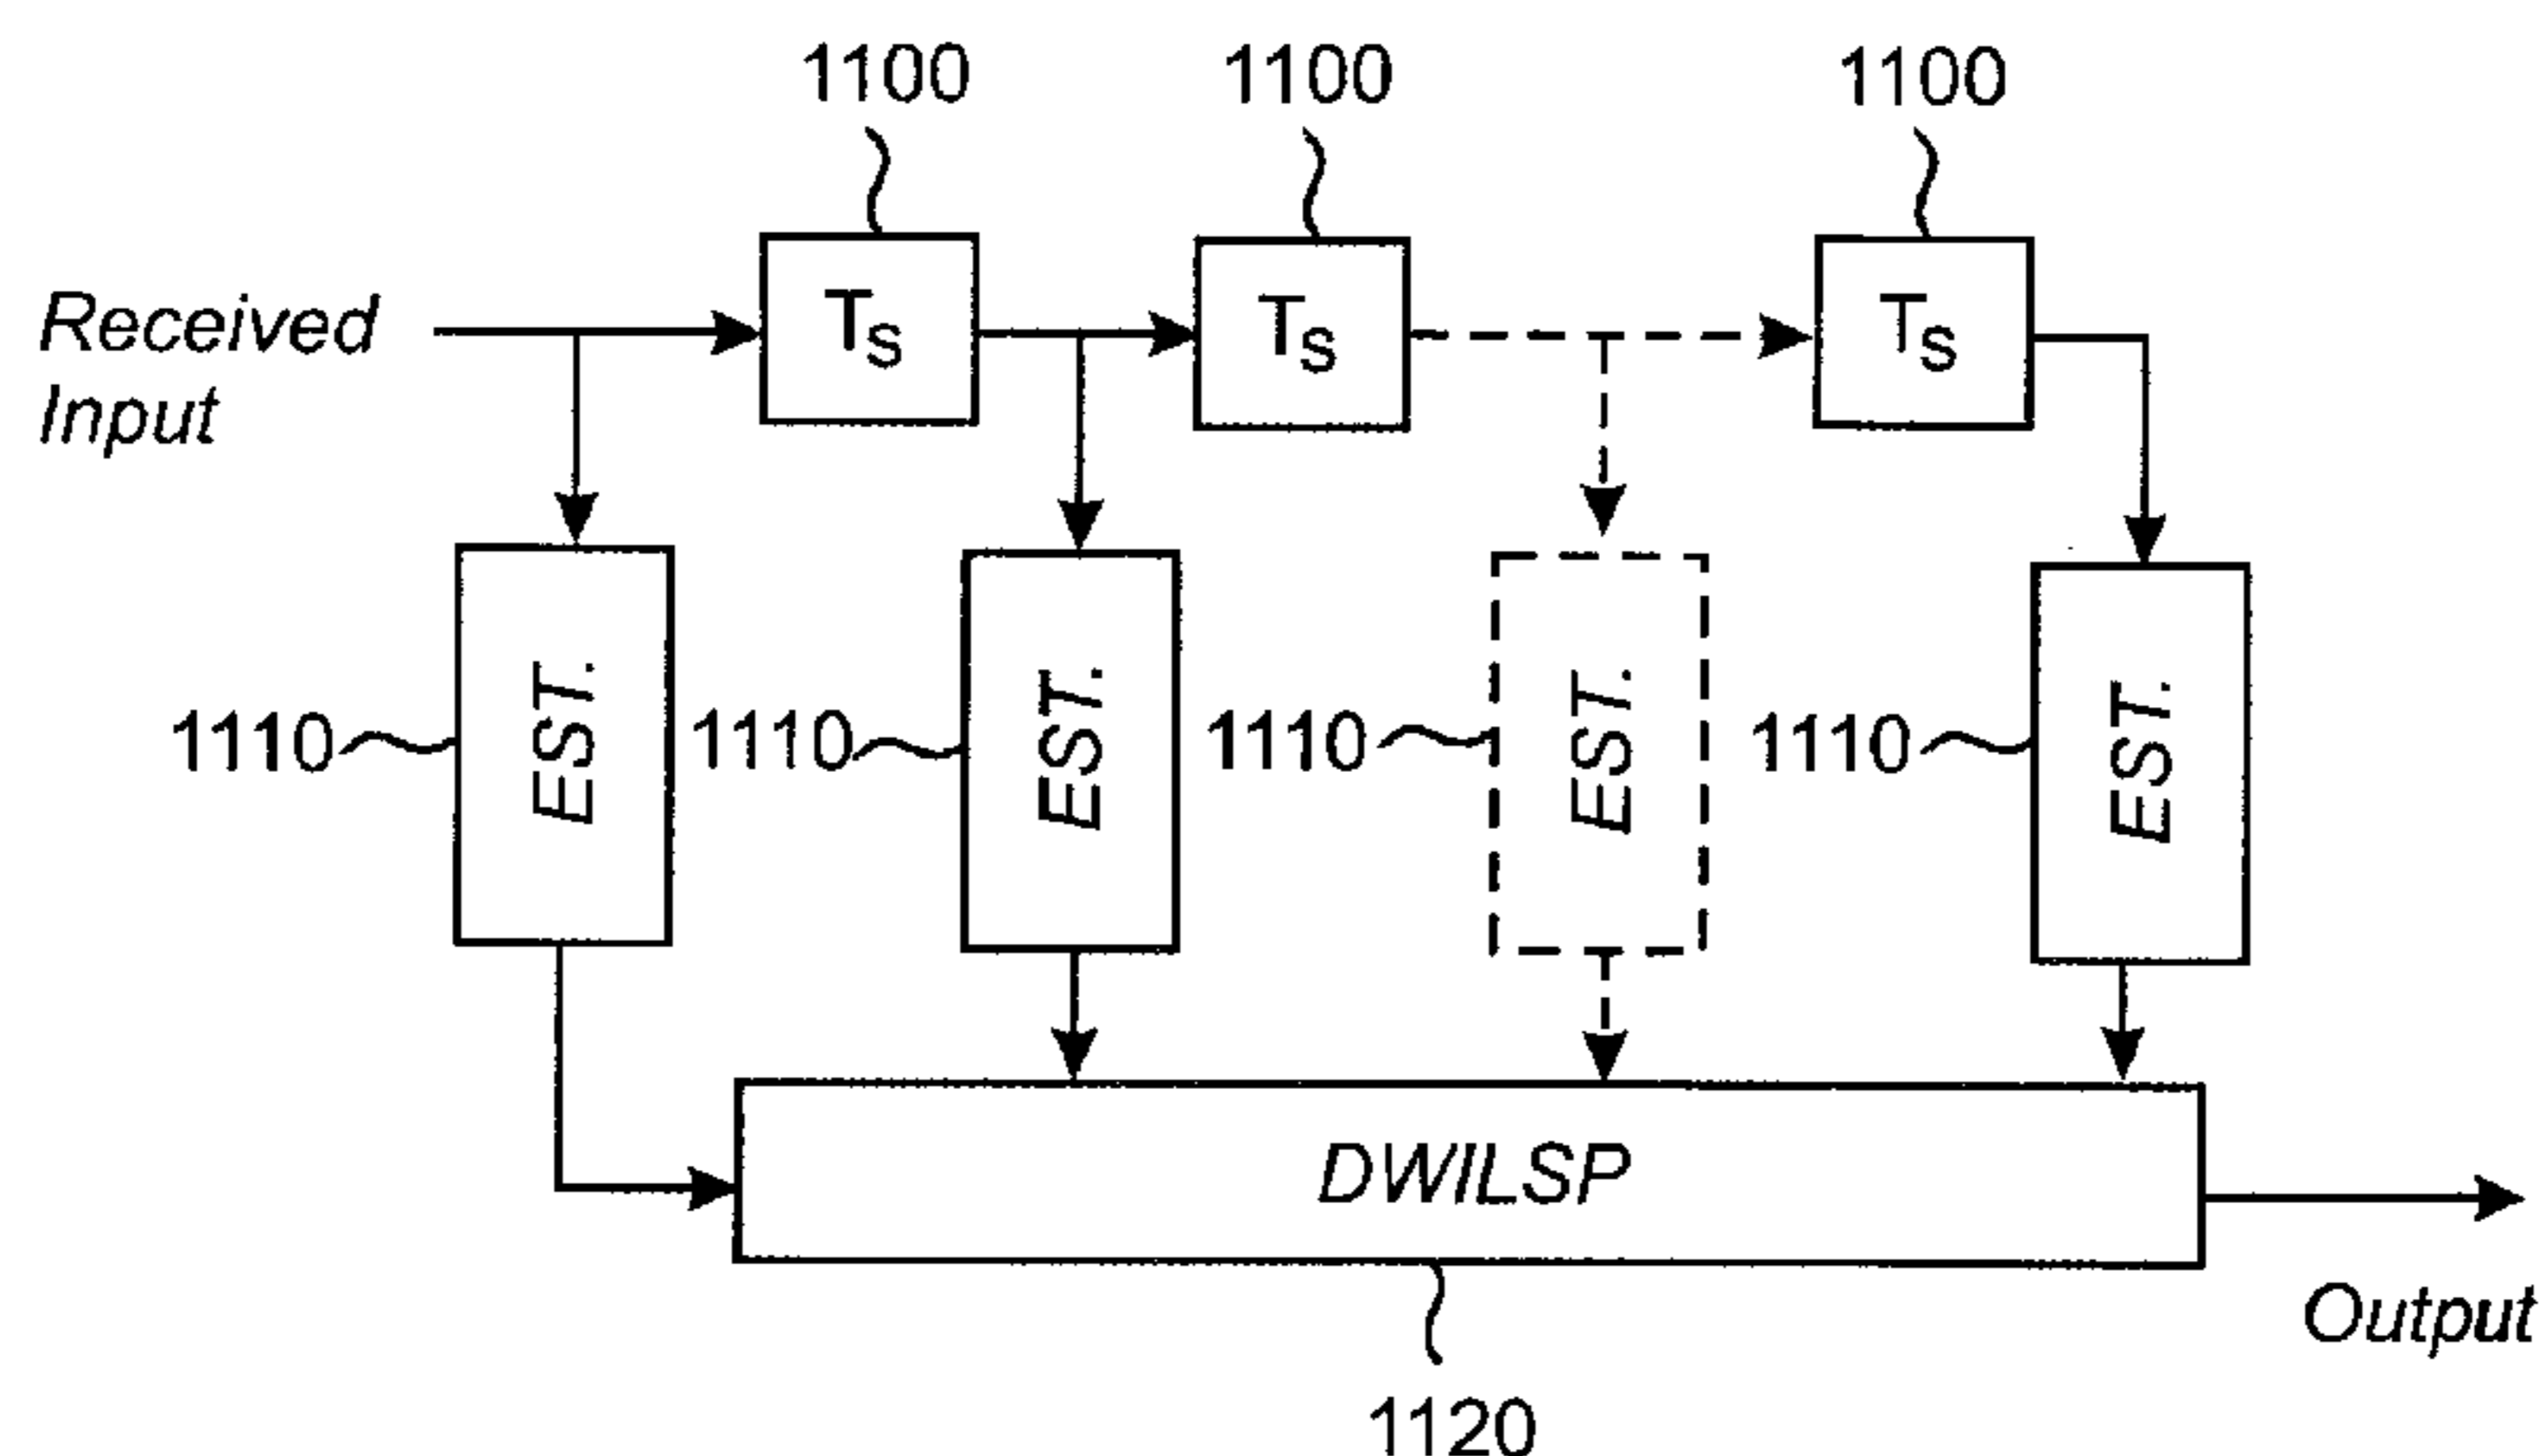 1100 1100 1100
Received
Input
Ts Ts Ts
EST. EST. EST. EST.
1110 1110 1110 1110
DWILSP
Output
1120